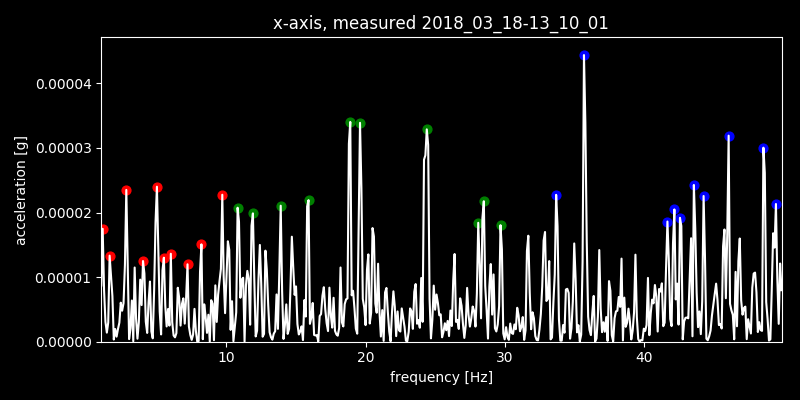 x-axis, measured 2018_03_18-13_10_01
acceleration [g]
0.00004
0.00003
0.00002
0.00001
0.00000
10 20 30 40
frequency [Hz]